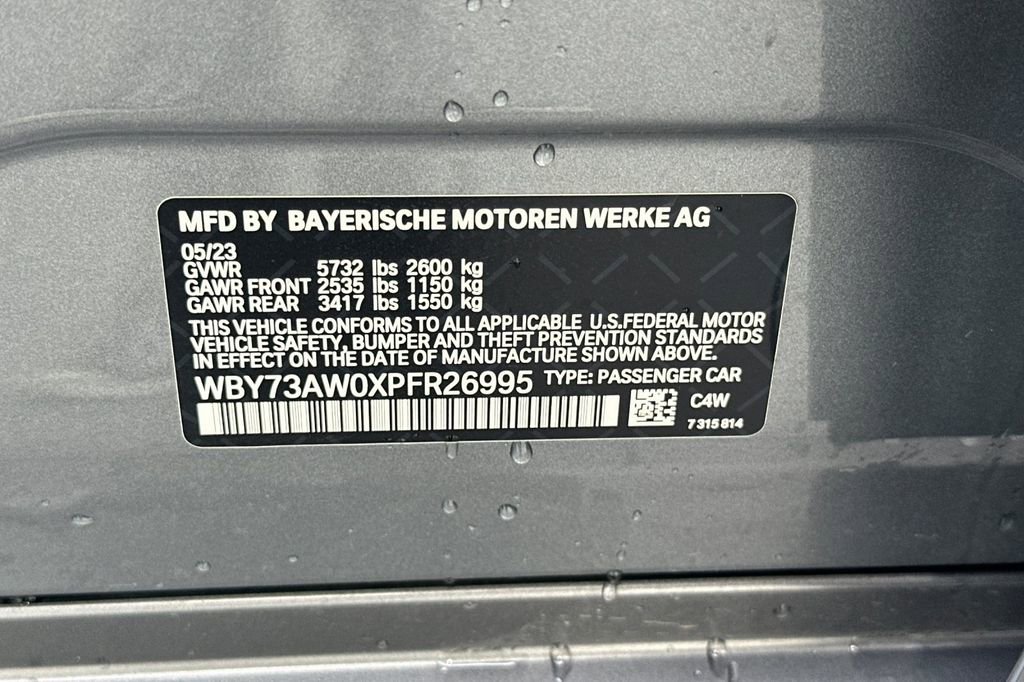 MFD BY BAYERISCHE MOTOREN WERKE AG
05/23
GVWR 5732 lbs 2600 kg
GAWR FRONT 2535 lbs 1150 kg
GAWR REAR 3417 lbs 1550 kg
THIS VEHICLE CONFORMS TO ALL APPLICABLE U.S.FEDERAL MOTOR
VEHICLE SAFETY, BUMPER AND THEFT PREVENTION STANDARDS
IN EFFECT ON THE DATE OF MANUFACTURE SHOWN ABOVE.
WBY73AW0XPFR26995 TYPE: PASSENGER CAR
C4W
7 315 814